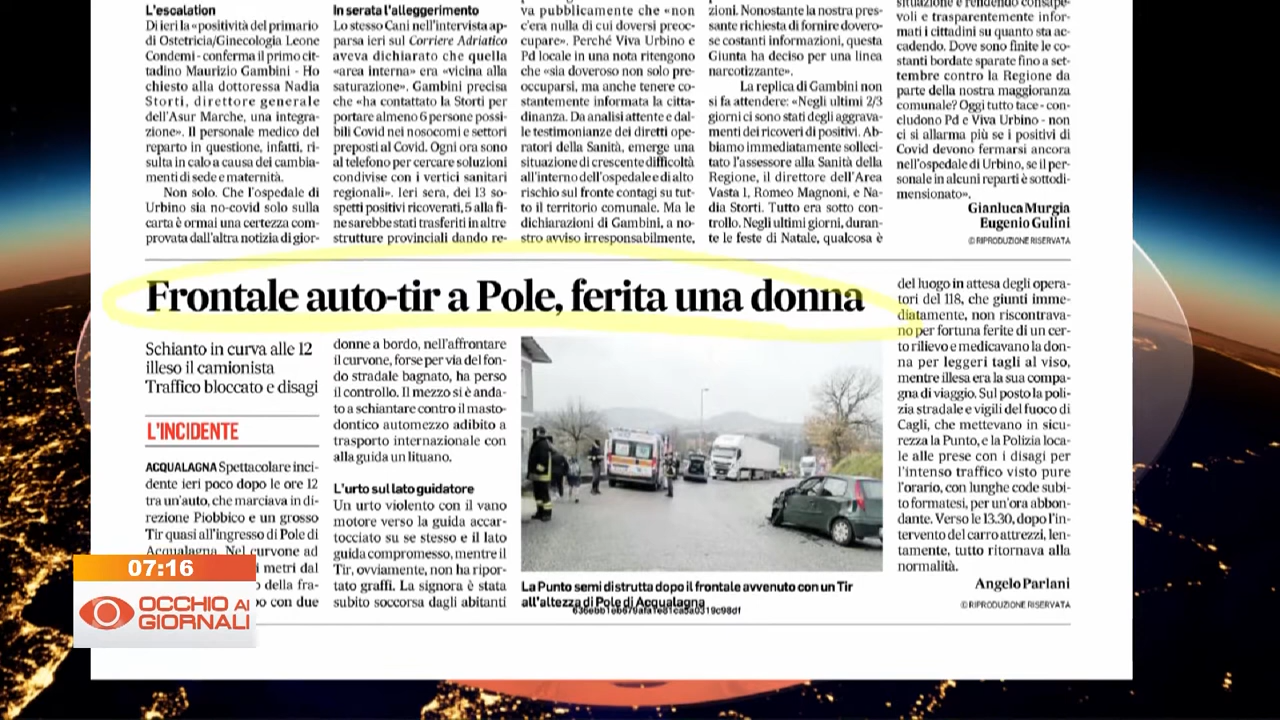 L'escalation
Di ieri la «positività del primario
di Ostetricia/Ginecologia Leone
Condemi - conferma il primo cit-
tadino Maurizio Gambini - Ho
chiesto alla dottoressa Nadia
Storti, direttore generale
dell'Asur Marche, una integra-
zione». Il personale medico del
reparto in questione, infatti, ri-
sulta in calo a causa dei cambia-
menti di sede e maternità.
Non solo. Che l'ospedale di
Urbino sia no-covid solo sulla
carta è ormai una certezza com-
provata dall'altra notizia di gior-
In serata l'alleggerimento
Lo stesso Cani nell'intervista ap-
parsa ieri sul Corriere Adriatico
aveva dichiarato che quella
«area interna» era «vicina alla
saturazione». Gambini precisa
che «ha contattato la Storti per
portare almeno 6 persone possi-
bili Covid nei nosocomi e settori
preposti al Covid. Ogni ora sono
al telefono per cercare soluzioni
condivise con i vertici sanitari
regionali». Ieri sera, dei 13 so-
spetti positivi ricoverati, 5 alla fi-
ne sarebbe stati trasferiti in altre
strutture provinciali dando re-
va pubblicamente che «non
c'era nulla di cui doversi preoc-
cupare». Perché Viva Urbino e
Pd locale in una nota ritengono
che «sia doveroso non solo pre-
occuparsi, ma anche tenere co-
stantemente informata la citta-
dinanza. Da analisi attente e dal-
le testimonianze dei diretti ope-
ratori della Sanità, emerge una
situazione di crescente difficoltà
all'interno dell'ospedale e di alto
rischio sul fronte contagi su tut-
to il territorio comunale. Ma le
dichiarazioni di Gambini, a no-
stro avviso irresponsabilmente,
zioni. Nonostante la nostra pres-
sante richiesta di fornire dovero-
se costanti informazioni, questa
Giunta ha deciso per una linea
narcotizzante».
La replica di Gambini non
si fa attendere: «Negli ultimi 2/3
giorni ci sono stati degli aggrava-
menti dei ricoveri di positivi. Ab-
biamo immediatamente solleci-
tato l'assessore alla Sanità della
Regione, il direttore dell'Area
Vasta 1, Romeo Magnoni, e Na-
dia Storti. Tutto era sotto con-
trollo. Negli ultimi giorni, duran-
te le feste di Natale, qualcosa è
situazione e rendendo consape-
voli e trasparentemente infor-
mati i cittadini su quanto sta ac-
cadendo. Dove sono finite le co-
stanti bordate sparate fino a set-
tembre contro la Regione da
parte della nostra maggioranza
comunale? Oggi tutto tace - con-
cludono Pd e Viva Urbino - non
ci si allarma più se i positivi di
Covid devono fermarsi ancora
nell'ospedale di Urbino, se il per-
sonale in alcuni reparti è sottodi-
mensionato».
Gianluca Murgia
Eugenio Gulini
© RIPRODUZIONE RISERVATA
Frontale auto-tir a Pole, ferita una donna
Schianto in curva alle 12
illeso il camionista
Traffico bloccato e disagi
L'INCIDENTE
ACQUALAGNA Spettacolare inci-
dente ieri poco dopo le ore 12
tra un'auto, che marciava in di-
rezione Piobbico e un grosso
Tir quasi all'ingresso di Pole di
Acqualagna. Nel curvone ad
i metri dal
della fra-
po con due
donne a bordo, nell'affrontare
il curvone, forse per via del fon-
do stradale bagnato, ha perso
il controllo. Il mezzo si è anda-
to a schiantare contro il masto-
dontico automezzo adibito a
trasporto internazionale con
alla guida un lituano.
L'urto sul lato guidatore
Un urto violento con il vano
motore verso la guida accar-
tocciato su se stesso e il lato
guida compromesso, mentre il
Tir, ovviamente, non ha ripor-
tato graffi. La signora è stata
subito soccorsa dagli abitanti
La Punto semi distrutta dopo il frontale avvenuto con un Tir
all'altezza di Pole di Acqualagna
del luogo in attesa degli opera-
tori del 118, che giunti imme-
diatamente, non riscontrava-
no per fortuna ferite di un cer-
to rilievo e medicavano la don-
na per leggeri tagli al viso,
mentre illesa era la sua compa-
gna di viaggio. Sul posto la poli-
zia stradale e vigili del fuoco di
Cagli, che mettevano in sicu-
rezza la Punto, e la Polizia loca-
le alle prese con i disagi per
l'intenso traffico visto pure
l'orario, con lunghe code subi-
to formatesi, per un'ora abbon-
dante. Verso le 13.30, dopo l'in-
tervento del carro attrezzi, len-
tamente, tutto ritornava alla
normalità.
Angelo Parlani
© RIPRODUZIONE RISERVATA
07:16
OCCHIO AI
GIORNALI